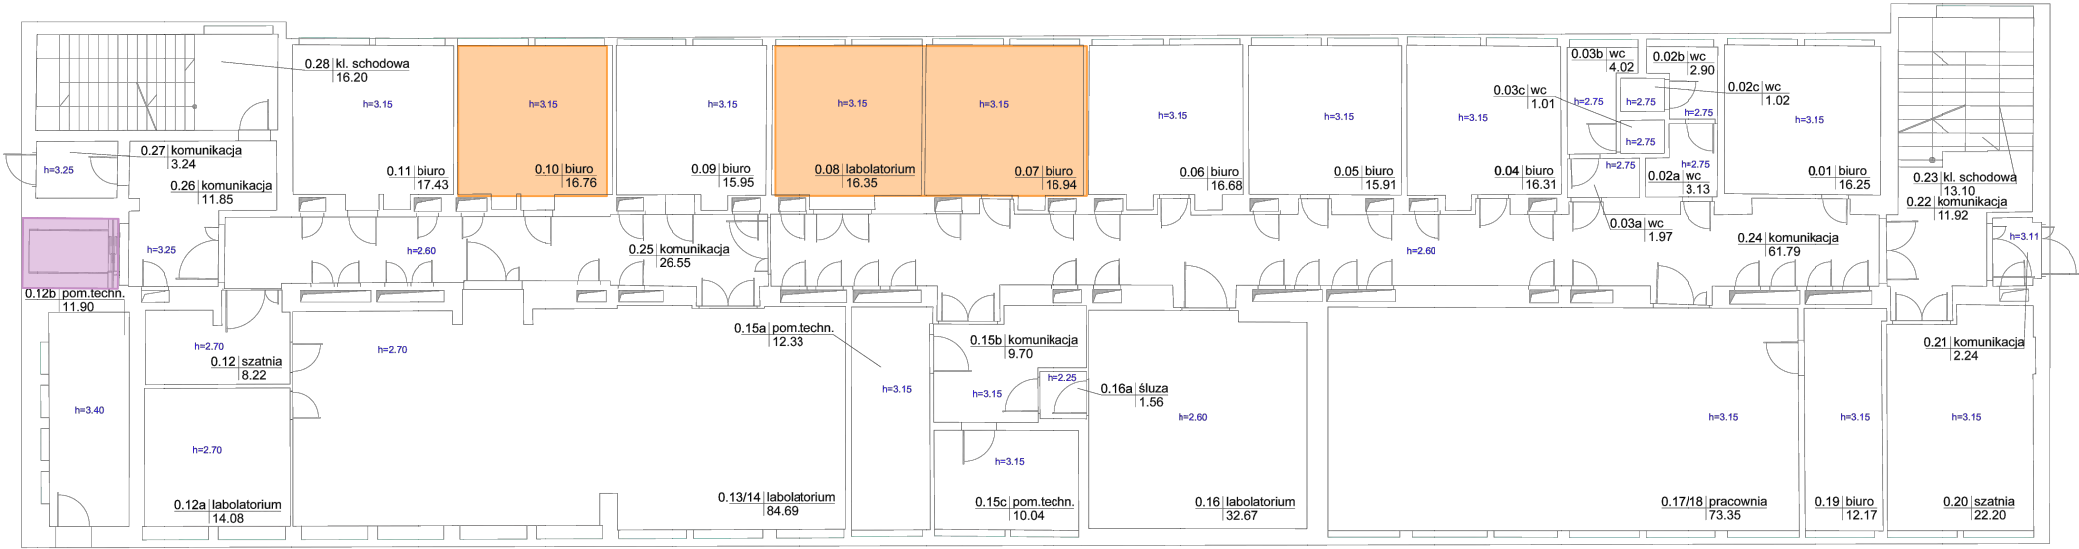 0.28 kl. schodowa
16.20
h=3.15
0.11 biuro
17.43
h=3.15
0.10 biuro
16.76
h=3.15
0.09 biuro
15.95
h=3.15
0.08 labolatorium
16.35
h=3.15
0.07 biuro
16.94
h=3.15
0.06 biuro
16.68
h=3.15
0.05 biuro
15.91
h=3.15
0.04 biuro
16.31
0.03b wc
4.02
h=2.75
0.03c wc
1.01
h=2.75
h=2.75
0.02b wc
2.90
h=2.75
0.02c wc
1.02
h=2.75
h=2.75
0.02a wc
3.13
0.03a wc
1.97
h=3.15
0.01 biuro
16.25
0.23 kl. schodowa
13.10
0.22 komunikacja
11.92
h=3.11
0.27 komunikacja
3.24
h=3.25
0.26 komunikacja
11.85
h=3.25
h=2.60
0.25 komunikacja
26.55
h=2.60
0.24 komunikacja
61.79
0.12b pom.techn.
11.90
h=3.40
h=2.70
0.12 szatnia
8.22
h=2.70
0.12a labolatorium
14.08
h=2.70
0.13/14 labolatorium
84.69
0.15a pom.techn.
12.33
h=3.15
0.15b komunikacja
9.70
h=3.15
h=2.25
0.16a śluza
1.56
h=3.15
0.15c pom.techn.
10.04
h=2.60
0.16 labolatorium
32.67
h=3.15
0.17/18 pracownia
73.35
h=3.15
0.19 biuro
12.17
0.21 komunikacja
2.24
h=3.15
0.20 szatnia
22.20